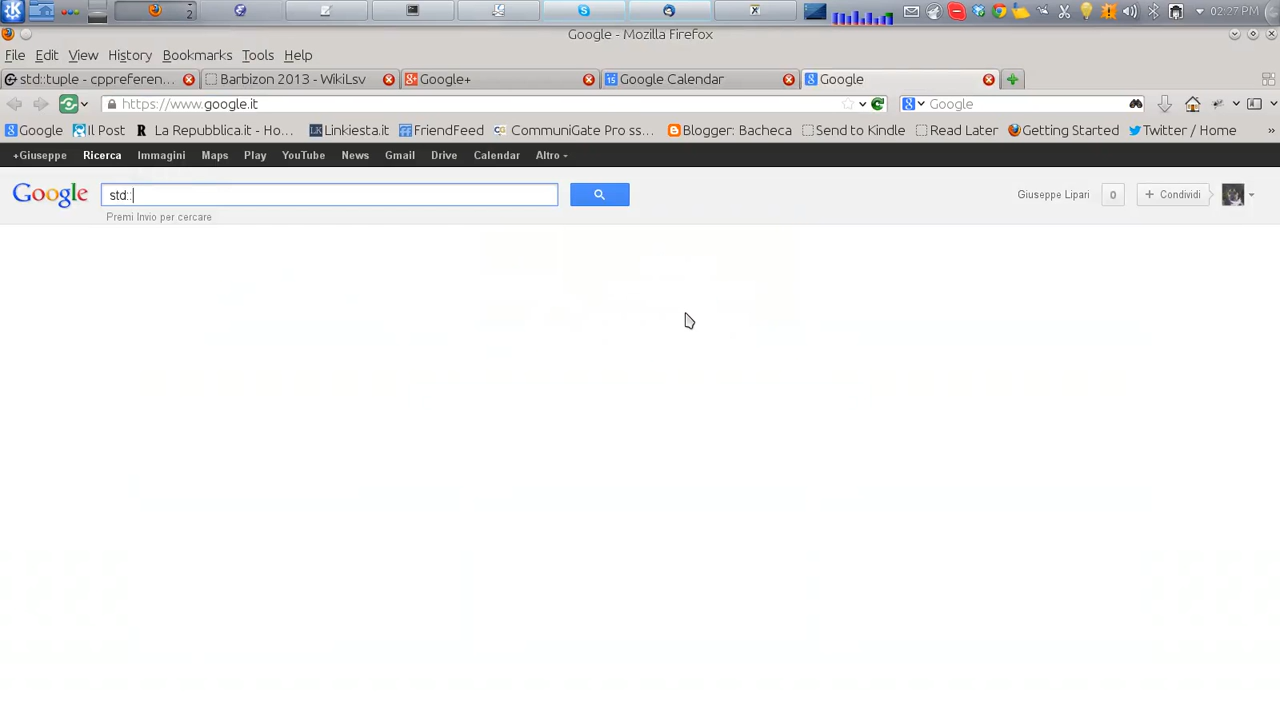 2
02:27 PM
Google - Mozilla Firefox
File Edit View History Bookmarks Tools Help
std::tuple - cppreferen... Barbizon 2013 - WikiLsv Google+ Google Calendar Google
https://www.google.it Google
Google Il Post La Repubblica.it - Ho... Linkiesta.it FriendFeed CommuniGate Pro ss... Blogger: Bacheca Send to Kindle Read Later Getting Started Twitter / Home »
+Giuseppe Ricerca Immagini Maps Play YouTube News Gmail Drive Calendar Altro
Google std:: Giuseppe Lipari 0 + Condividi
Premi Invio per cercare